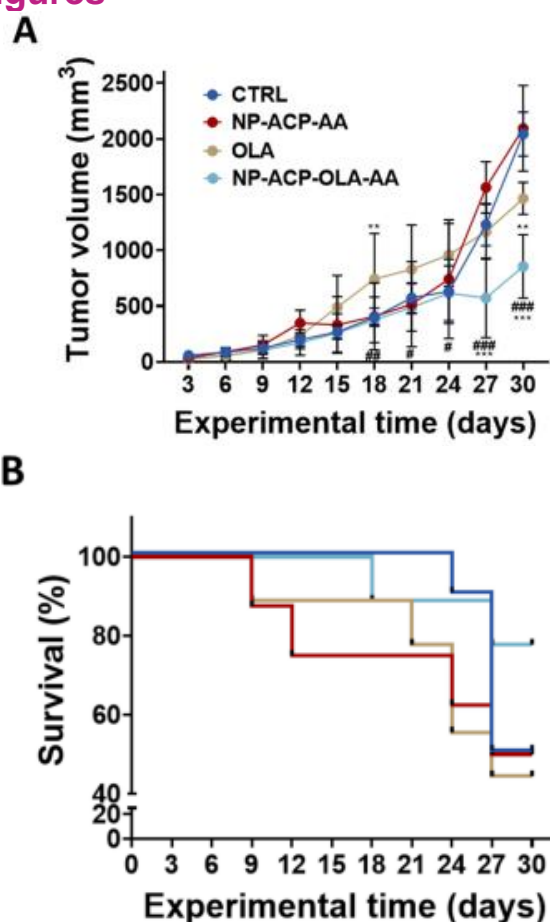 A
Tumor volume (mm³)
2500
2000
1500
1000
500
0
CTRL
NP-ACP-AA
OLA
NP-ACP-OLA-AA
**
**
##
#
#
###
***
###
***
3 6 9 12 15 18 21 24 27 30
Experimental time (days)
B
Survival (%)
100
80
60
40
20
0
0 3 6 9 12 15 18 21 24 27 30
Experimental time (days)